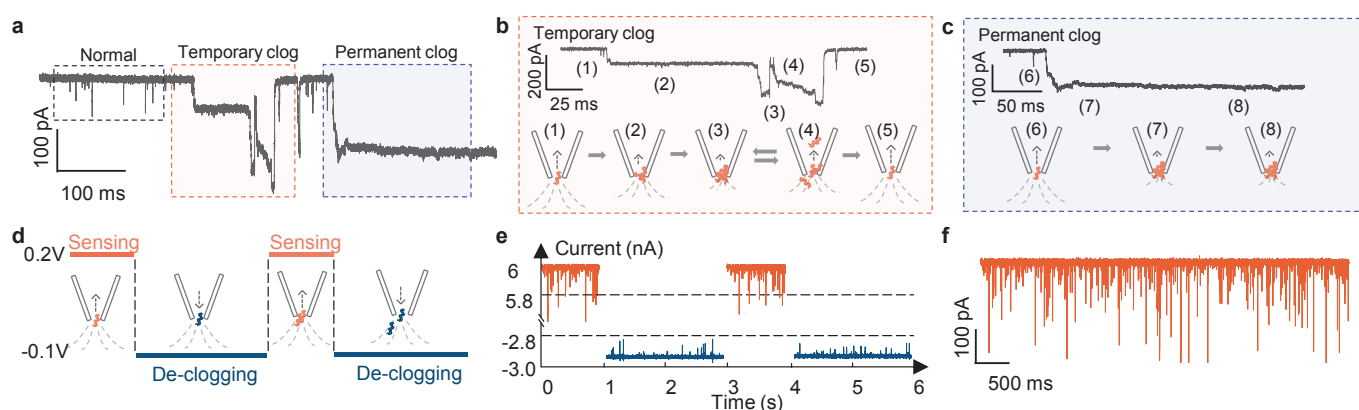 a
Normal
Temporary clog
Permanent clog
100 pA
100 ms
b
Temporary clog
(1)
(2)
(3)
(4)
(5)
200 pA
25 ms
(1)
(2)
(3)
(4)
(5)
c
Permanent clog
(6)
(7)
(8)
100 pA
50 ms
(6)
(7)
(8)
d
Sensing
Sensing
0.2V
-0.1V
De-clogging
De-clogging
e
Current (nA)
6
5.8
-2.8
-3.0
0 1 2 3 4 5 6
Time (s)
f
100 pA
500 ms